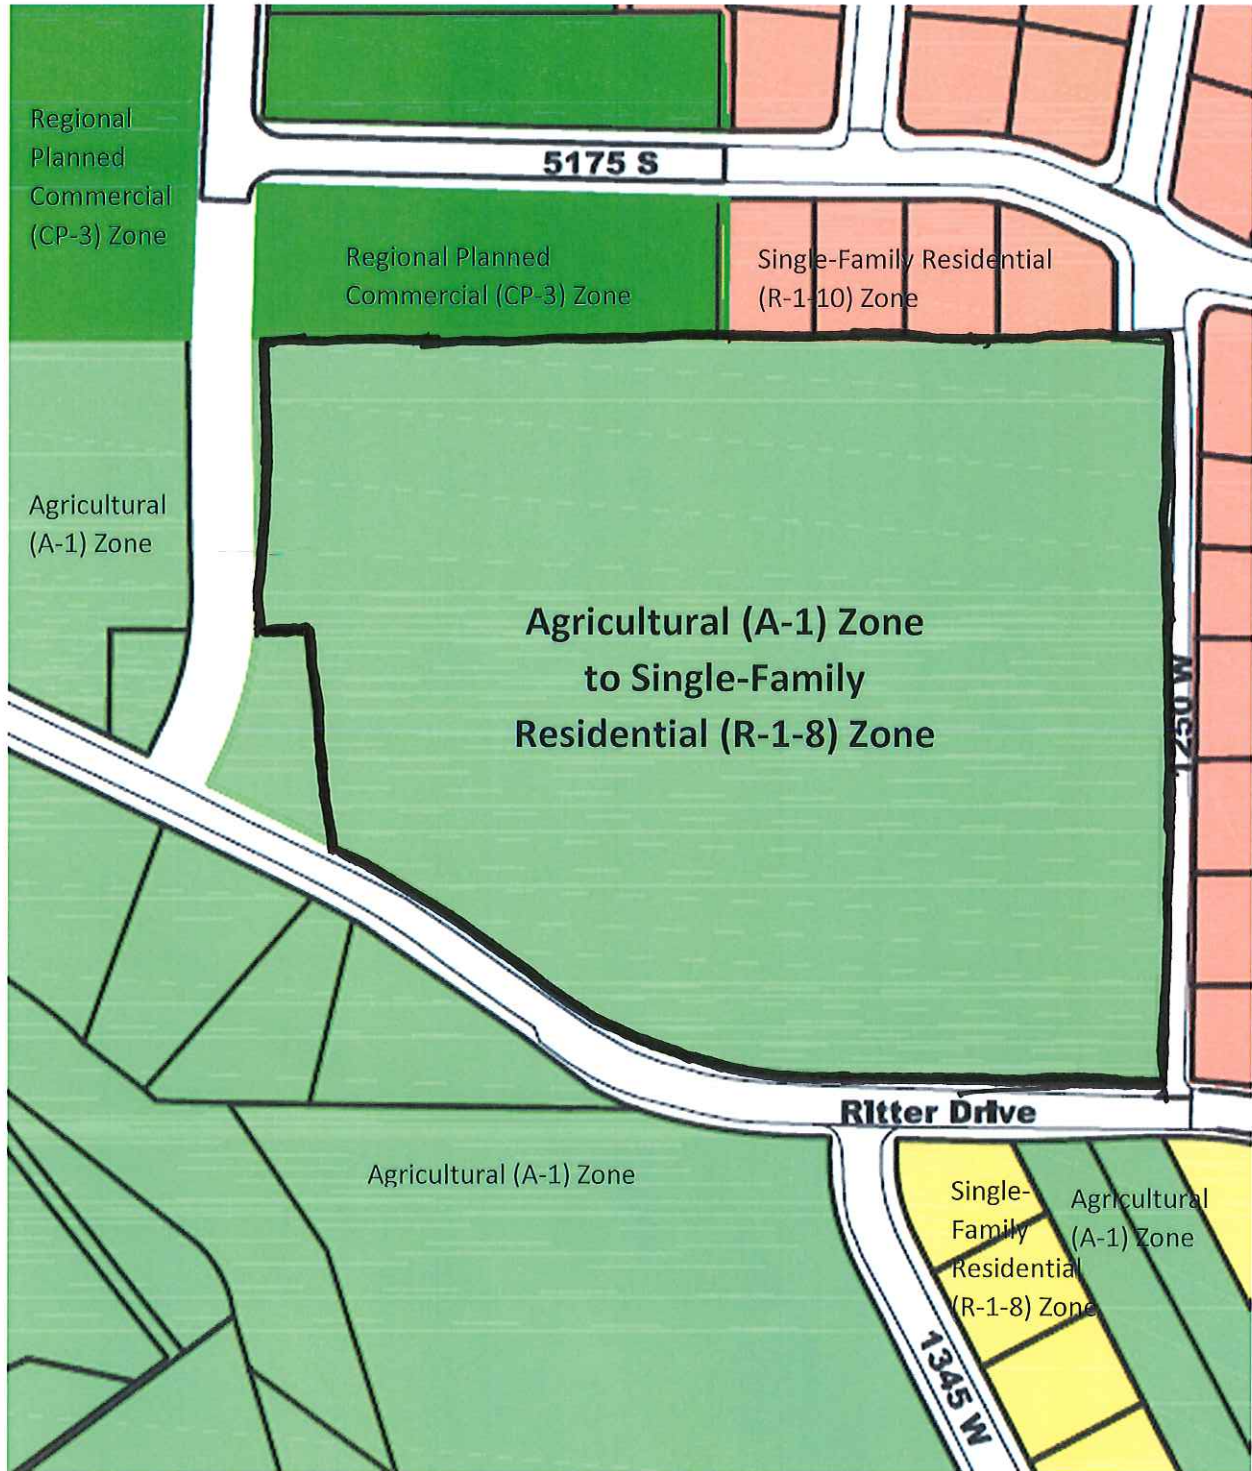 Regional
Planned
Commercial
(CP-3) Zone
5175 S
Regional Planned
Commercial (CP-3) Zone
Single-Family Residential
(R-1-10) Zone
Agricultural
(A-1) Zone
Agricultural (A-1) Zone
to Single-Family
Residential (R-1-8) Zone
1250 W
Ritter Drive
Agricultural (A-1) Zone
Single-
Family
Residential
(R-1-8) Zone
Agricultural
(A-1) Zone
1345 W